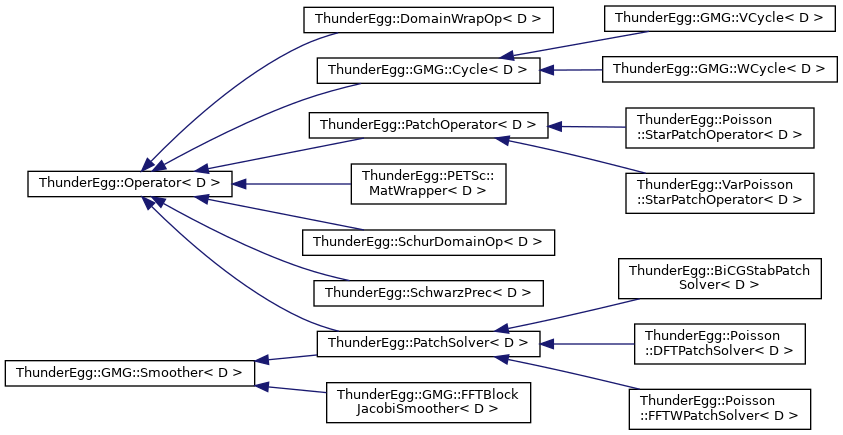 ThunderEgg::DomainWrapOp< D >
ThunderEgg::GMG::VCycle< D >
ThunderEgg::GMG::Cycle< D >
ThunderEgg::GMG::WCycle< D >
ThunderEgg::PatchOperator< D >
ThunderEgg::Poisson
::StarPatchOperator< D >
ThunderEgg::Operator< D >
ThunderEgg::PETSc::
MatWrapper< D >
ThunderEgg::VarPoisson
::StarPatchOperator< D >
ThunderEgg::SchurDomainOp< D >
ThunderEgg::BiCGStabPatch
Solver< D >
ThunderEgg::SchwarzPrec< D >
ThunderEgg::PatchSolver< D >
ThunderEgg::Poisson
::DFTPatchSolver< D >
ThunderEgg::GMG::Smoother< D >
ThunderEgg::GMG::FFTBlock
JacobiSmoother< D >
ThunderEgg::Poisson
::FFTWPatchSolver< D >